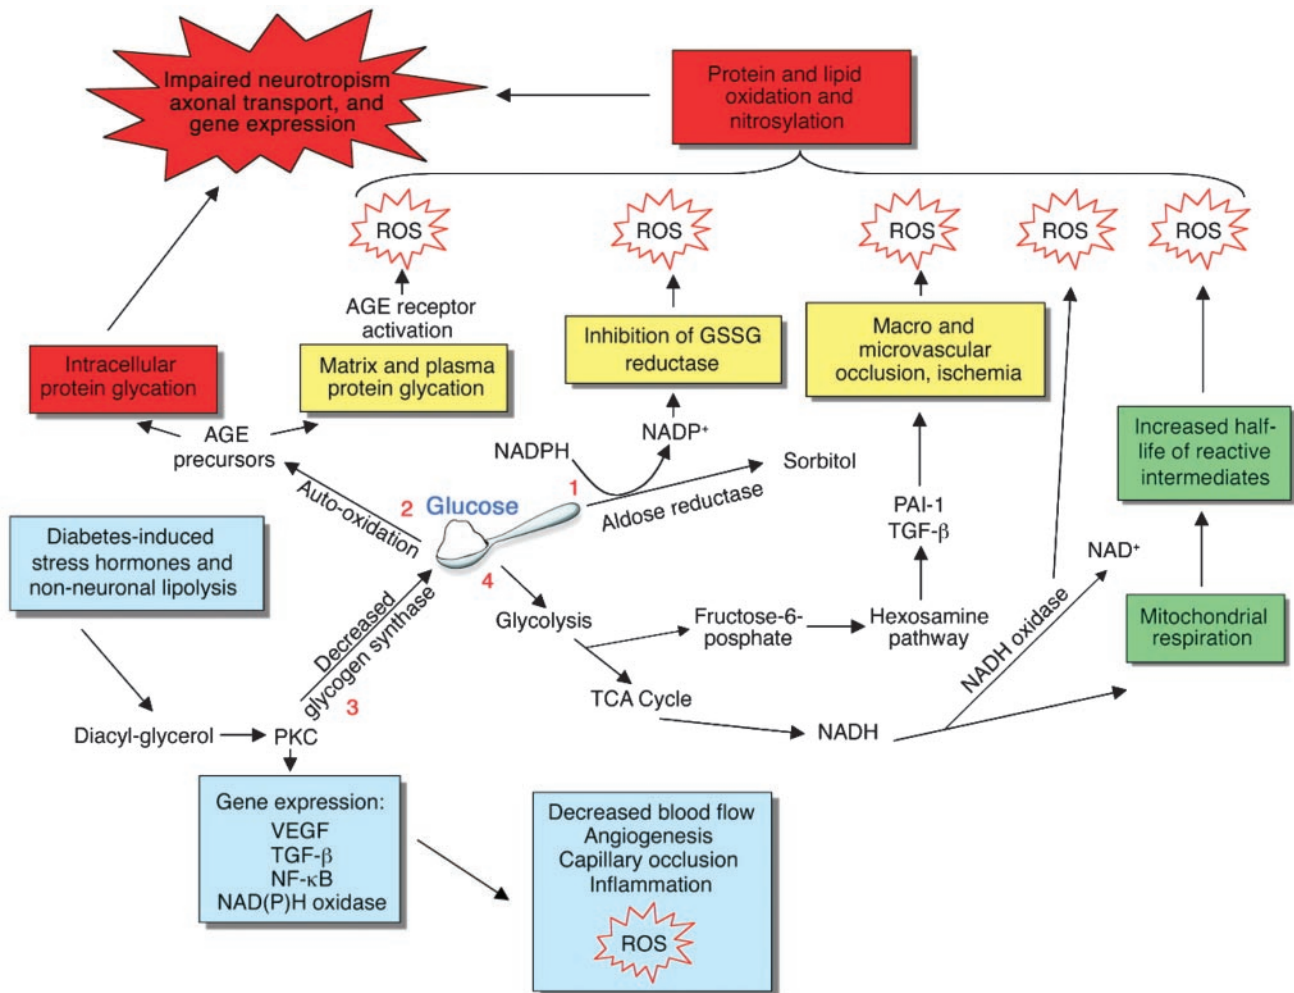 Impaired neurotropism
axonal transport, and
gene expression
Protein and lipid
oxidation and
nitrosylation
ROS
ROS
ROS
ROS
ROS
AGE receptor
activation
Intracellular
protein glycation
Matrix and plasma
protein glycation
Inhibition of GSSG
reductase
Macro and
microvascular
occlusion, ischemia
AGE
precursors
NADPH
NADP+
Sorbitol
Increased half-
life of reactive
intermediates
Auto-oxidation
2
Glucose
1
Aldose reductase
4
PAI-1
TGF-β
NAD+
Diabetes-induced
stress hormones and
non-neuronal lipolysis
Decreased
glycogen synthase
3
Glycolysis
Fructose-6-
posphate
Hexosamine
pathway
NADH oxidase
Mitochondrial
respiration
TCA Cycle
NADH
Diacyl-glycerol
PKC
Gene expression:
VEGF
TGF-β
NF-κB
NAD(P)H oxidase
Decreased blood flow
Angiogenesis
Capillary occlusion
Inflammation
ROS